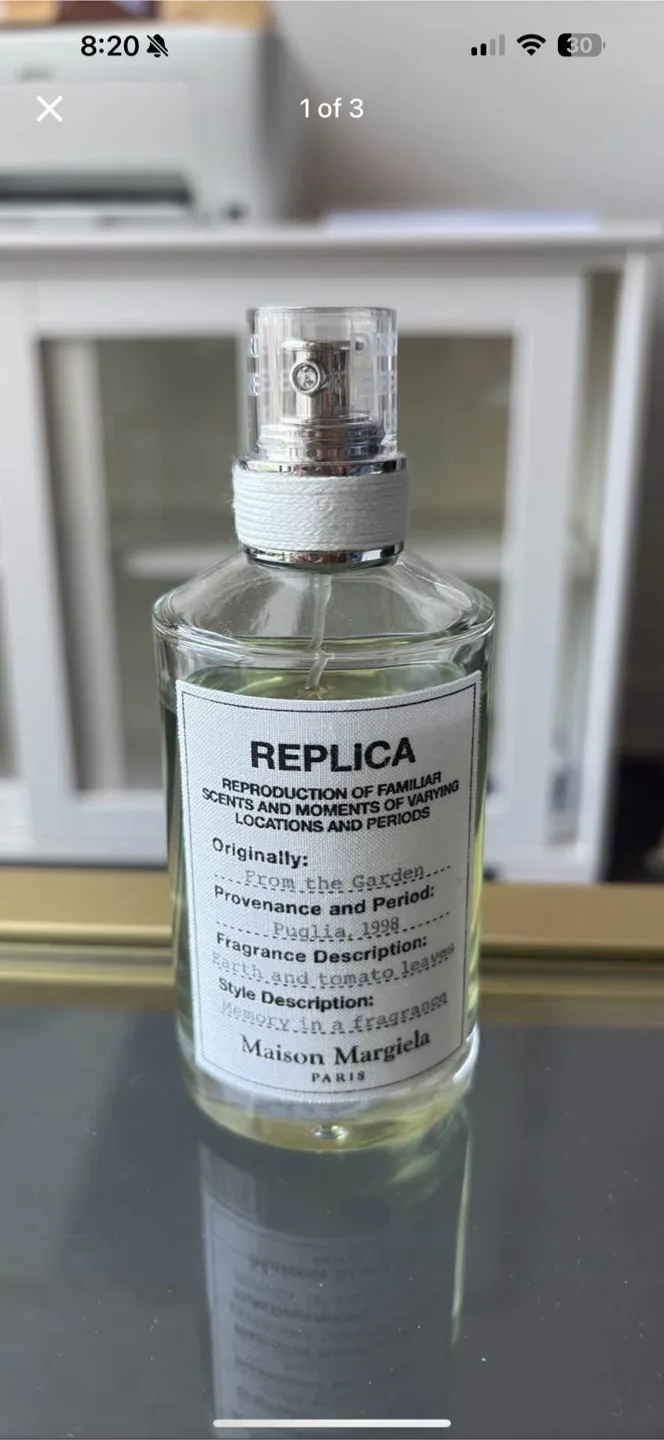 8:20
30
1 of 3
REPLICA
REPRODUCTION OF FAMILIAR
SCENTS AND MOMENTS OF VARYING
LOCATIONS AND PERIODS
Originally:
From the Garden
Provenance and Period:
Puglia, 1998
Fragrance Description:
Earth and tomato leaves
Style Description:
Memory in a fragrance
Maison Margiela
PARIS